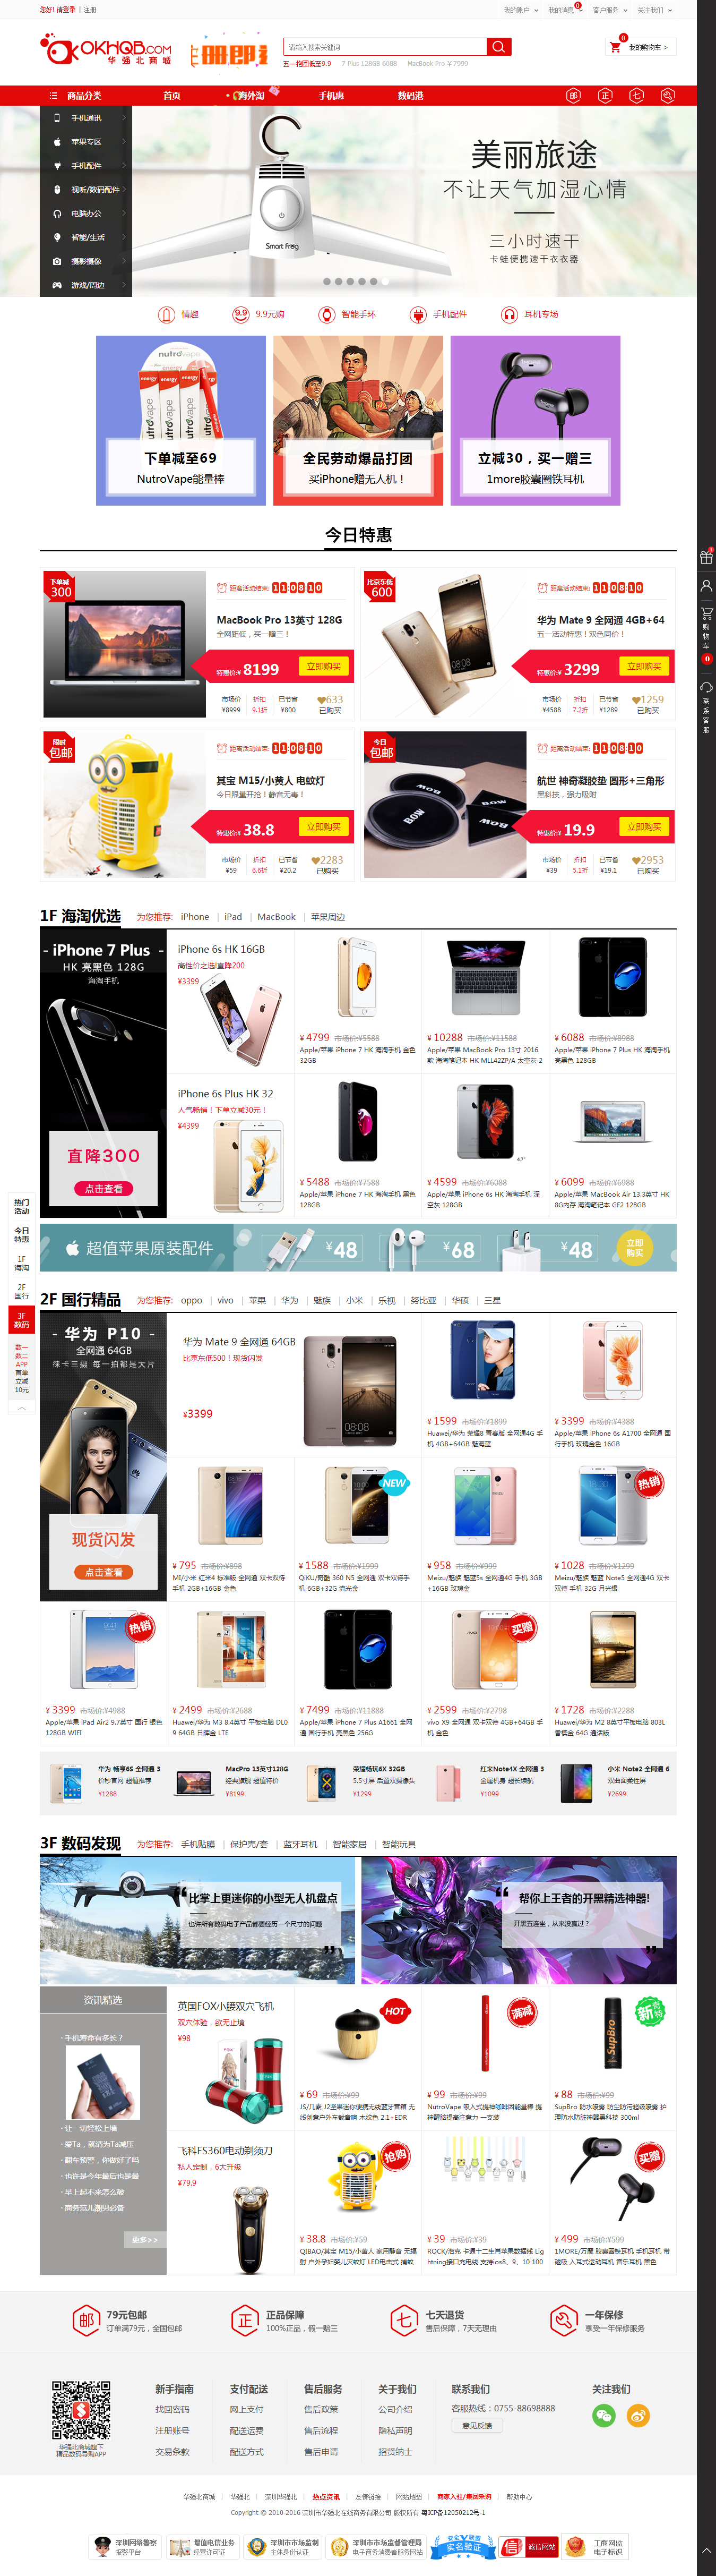 您好! 请登录 | 注册
我的账户
我的消息 0
客户服务
关注我们
OKHQB.COM
华强北商城
请输入搜索关键词
五一抱团低至9.9 7 Plus 128GB 6088 MacBook Pro ￥7999
0
我的购物车 >
商品分类 首页 海外淘 手机惠 数码港
邮 正 七
手机通讯
苹果专区
手机配件
视听/数码配件
电脑办公
智能/生活
摄影摄像
游戏/周边
Smart Frog
美丽旅途
不让天气加湿心情
三小时速干
卡蛙便携速干衣衣器
情趣 9.9元购 智能手环 手机配件 耳机专场
下单减至69
NutroVape能量棒
全民劳动爆品打团
买iPhone赠无人机！
立减30，买一赠三
1more胶囊圈铁耳机
今日特惠
下单减
300
距离活动结束: 11:08:10
MacBook Pro 13英寸 128G
全网距低，买一赠三！
特惠价:¥ 8199 立即购买
市场价 折扣 已节省 633
¥8999 9.1折 ¥800 已购买
比京东低
600
距离活动结束: 11:08:10
华为 Mate 9 全网通 4GB+64
五一活动特惠！双色同价！
特惠价:¥ 3299 立即购买
市场价 折扣 已节省 1259
¥4588 7.2折 ¥1289 已购买
限时
包邮
距离活动结束: 11:08:10
其宝 M15/小黄人 电蚊灯
今日限量开抢！静音无毒！
特惠价:¥ 38.8 立即购买
市场价 折扣 已节省 2283
¥59 6.6折 ¥20.2 已购买
今日
包邮
距离活动结束: 11:08:10
航世 神奇凝胶垫 圆形+三角形
黑科技，强力吸附
特惠价:¥ 19.9 立即购买
市场价 折扣 已节省 2953
¥39 5.1折 ¥19.1 已购买
购物车
0
联系客服
1F 海淘优选 为您推荐: iPhone | iPad | MacBook | 苹果周边
- iPhone 7 Plus -
HK 亮黑色 128G
海淘手机
直降300
点击查看
iPhone 6s HK 16GB
高性价之选!直降200
¥3399
¥ 4799 市场价:¥5588
Apple/苹果 iPhone 7 HK 海淘手机 金色 32GB
¥ 10288 市场价:¥11588
Apple/苹果 MacBook Pro 13寸 2016款 海淘笔记本 HK MLL42ZP/A 太空灰 2
¥ 6088 市场价:¥8988
Apple/苹果 iPhone 7 Plus HK 海淘手机 亮黑色 128GB
iPhone 6s Plus HK 32
人气畅销！下单立减30元！
¥4399
¥ 5488 市场价:¥7588
Apple/苹果 iPhone 7 HK 海淘手机 黑色 128GB
¥ 4599 市场价:¥6088
Apple/苹果 iPhone 6s HK 海淘手机 深空灰 128GB
¥ 6099 市场价:¥6988
Apple/苹果 MacBook Air 13.3英寸 HK 8G内存 海淘笔记本 GF2 128GB
超值苹果原装配件 ¥48 ¥68 ¥48 立即购买
热门活动
今日特惠
1F 海淘
2F 国行
3F 数码
数一数二APP
首单立减10元
2F 国行精品 为您推荐: oppo | vivo | 苹果 | 华为 | 魅族 | 小米 | 乐视 | 努比亚 | 华硕 | 三星
- 华为 P10 -
全网通 64GB
徕卡三摄 每一拍都是大片
现货闪发
点击查看
华为 Mate 9 全网通 64GB
比京东低500！现货闪发
¥3399
¥ 1599 市场价:¥1899
Huawei/华为 荣耀8 青春版 全网通4G 手机 4GB+64GB 魅海蓝
¥ 3399 市场价:¥4388
Apple/苹果 iPhone 6s A1700 全网通 国行手机 玫瑰金色 16GB
¥ 795 市场价:¥898
MI/小米 红米4 标准版 全网通 双卡双待手机 2GB+16GB 金色
NEW
¥ 1588 市场价:¥1999
QiKU/奇酷 360 N5 全网通 双卡双待手机 6GB+32G 流光金
¥ 958 市场价:¥999
Meizu/魅族 魅蓝5s 全网通4G 手机 3GB+16GB 玫瑰金
热销
¥ 1028 市场价:¥1299
Meizu/魅族 魅蓝 Note5 全网通4G 双卡双待 手机 32G 月光银
热销
¥ 3399 市场价:¥4988
Apple/苹果 iPad Air2 9.7英寸 国行 银色 128GB WIFI
¥ 2499 市场价:¥2688
Huawei/华为 M3 8.4英寸 平板电脑 DL09 64GB 日晖金 LTE
¥ 7499 市场价:¥11888
Apple/苹果 iPhone 7 Plus A1661 全网通 国行手机 亮黑色 256G
买赠
¥ 2599 市场价:¥2798
vivo X9 全网通 双卡双待 4GB+64GB 手机 金色
¥ 1728 市场价:¥2288
Huawei/华为 M2 8英寸平板电脑 803L 香槟金 64G 通话版
华为 畅享6S 全网通 3
价秒官网 超值推荐
¥1288
MacPro 13英寸128G
经典旗舰 超值特价
¥8199
荣耀畅玩6X 32GB
5.5寸屏 后置双摄像头
¥1299
红米Note4X 全网通 3
金属机身 超长续航
¥1099
小米 Note2 全网通 6
双曲面柔性屏
¥2699
3F 数码发现 为您推荐: 手机贴膜 | 保护壳/套 | 蓝牙耳机 | 智能家居 | 智能玩具
比掌上更迷你的小型无人机盘点
也许所有数码电子产品都要经历一个尺寸的问题
帮你上王者的开黑精选神器!
开黑五连坐，从来没赢过？
资讯精选
· 手机寿命有多长？
· 让一切轻松上墙
· 爱Ta，就请为Ta减压
· 翻车预警，你做好了吗
· 也许是今年最后也是最
· 早上起不来怎么破
· 商务范儿潮男必备
更多>>
英国FOX小腰双穴飞机
双穴体验，欲无止境
¥98
HOT
¥ 69 市场价:¥99
JS/几素 J2坚果迷你便携无线蓝牙音箱 无线创意户外车载音响 木纹色 2.1+EDR
满减
¥ 99 市场价:¥99
NutroVape 吸入式提神咖啡因能量棒 提神醒脑提高注意力 一支装
¥ 88 市场价:¥99
SupBro 防水喷雾 防尘防污超级喷雾 护理防水防脏神器黑科技 300ml
飞科FS360电动剃须刀
私人定制，6大升级
¥79.9
抢购
¥ 38.8 市场价:¥59
QIBAO/其宝 M15/小黄人 家用静音 无辐射 户外孕妇婴儿灭蚊灯 LED电击式 捕蚊
¥ 39 市场价:¥39
ROCK/洛克 卡通十二生肖苹果数据线 Lightning接口充电线 支持ios8、9、10 100
买赠
¥ 499 市场价:¥599
1MORE/万魔 胶囊圈铁耳机 手机耳机 带磁吸 入耳式运动耳机 音乐耳机 黑色
邮 79元包邮
订单满79元，全国包邮
正 正品保障
100%正品，假一赔三
七 七天退货
售后保障，7天无理由
一年保修
享受一年保修服务
华强北商城旗下
精品数码导购APP
新手指南 支付配送 售后服务 关于我们 联系我们 关注我们
找回密码 网上支付 售后政策 公司介绍 客服热线：0755-88698888
注册账号 配送运费 售后流程 隐私声明 意见反馈
交易条款 配送方式 售后申请 招贤纳士
华强北商城 | 华强北 | 深圳华强北 | 热点资讯 | 友情链接 | 网站地图 | 商家入驻/集团采购 | 帮助中心
Copyright © 2010-2016 深圳市华强北在线商务有限公司 版权所有 粤ICP备12050212号-1
深圳网络警察
报警平台
增值电信业务
经营许可证
深圳市市场监制
主体身份认证
深圳市市场监督管理局
电子商务消费者服务网站
安全联盟
实名验证
信 诚信网站
工商网监
电子标识